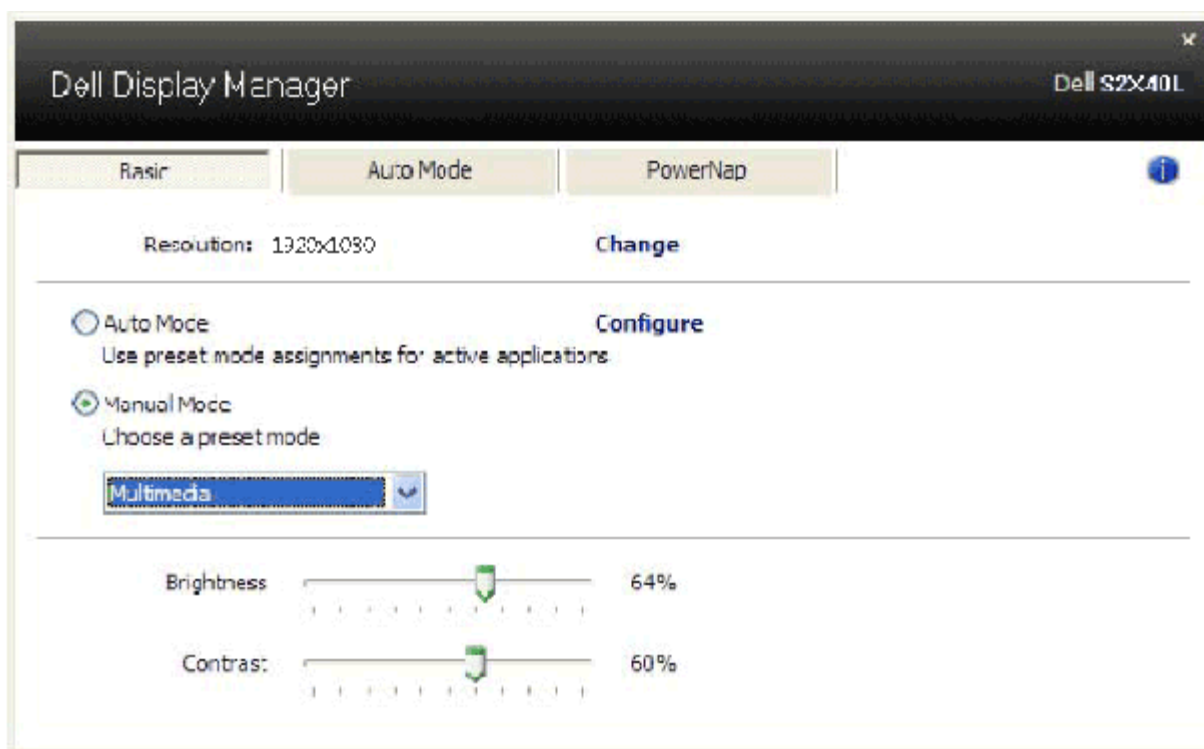 Dell Display Manager
Dell S2X40L
Basic
Auto Mode
PowerNap
Resolution: 1920x1080
Change
Auto Mode
Configure
Use preset mode assignments for active applications
Manual Mode
Choose a preset mode
Multimedia
Brightness
64%
Contrast
60%